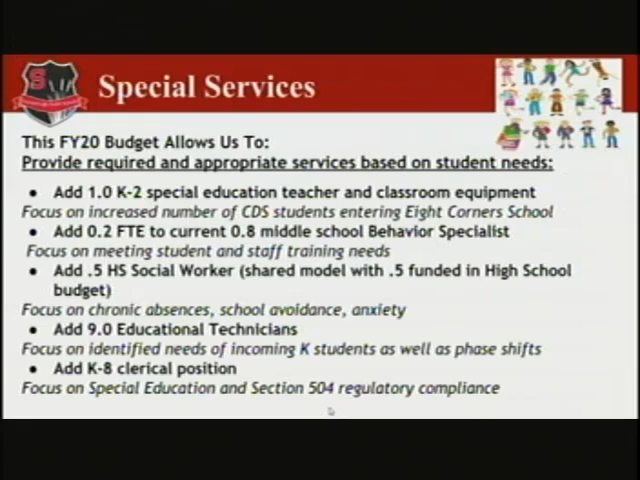 S
Special Services
This FY20 Budget Allows Us To:
Provide required and appropriate services based on student needs:
● Add 1.0 K-2 special education teacher and classroom equipment
Focus on increased number of CDS students entering Eight Corners School
● Add 0.2 FTE to current 0.8 middle school Behavior Specialist
Focus on meeting student and staff training needs
● Add .5 HS Social Worker (shared model with .5 funded in High School
budget)
Focus on chronic absences, school avoidance, anxiety
● Add 9.0 Educational Technicians
Focus on identified needs of incoming K students as well as phase shifts
● Add K-8 clerical position
Focus on Special Education and Section 504 regulatory compliance